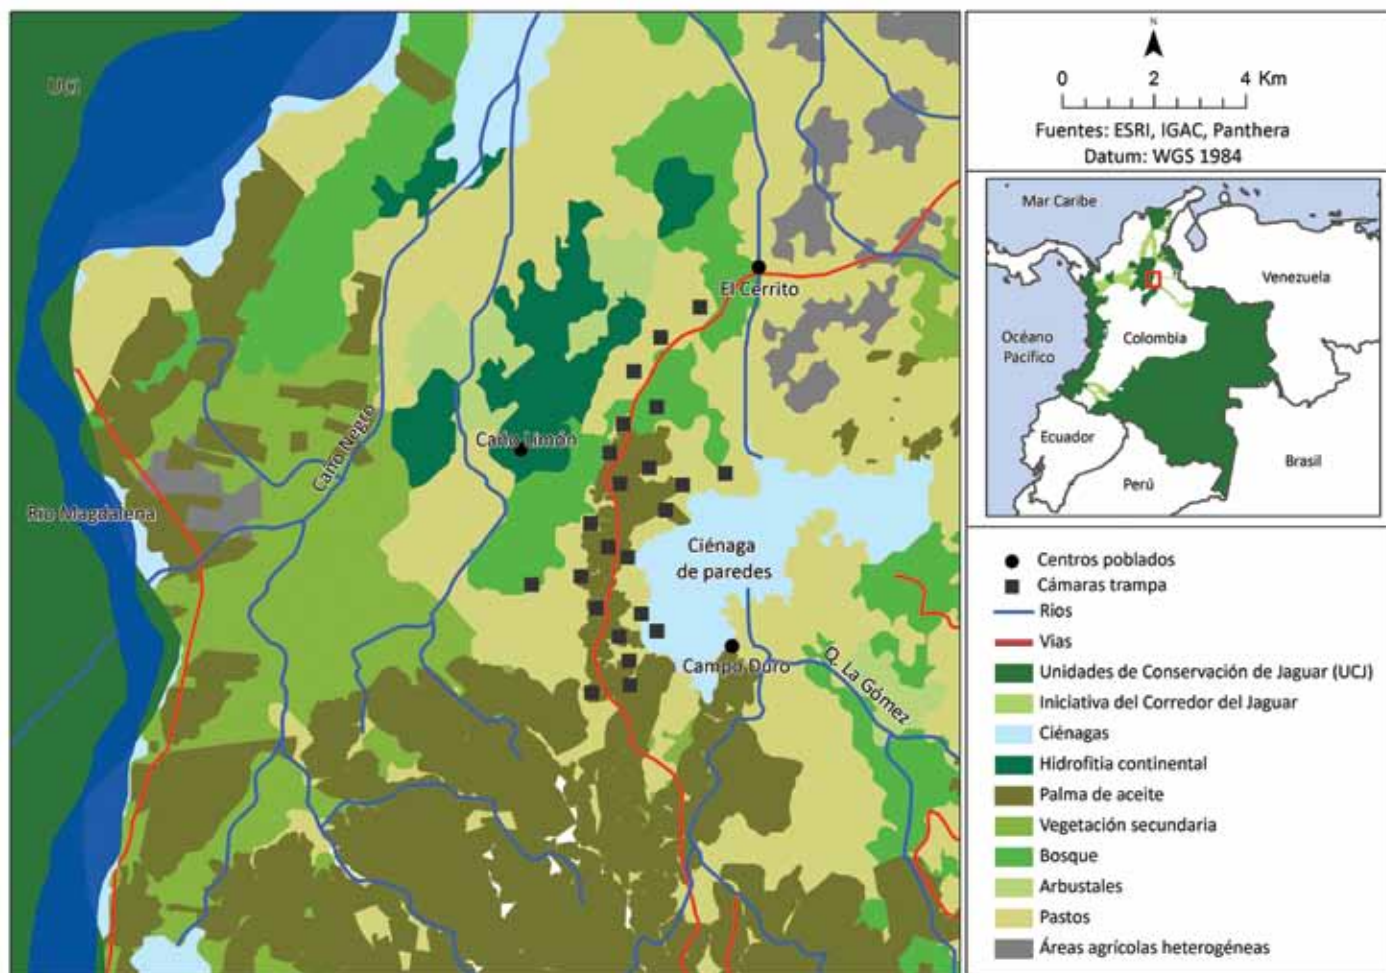 UCJ
El Cerrito
Caño Negro
Caño Limón
Río Magdalena
Ciénaga
de paredes
Campo Duro
Q. La Gómez
N
0 2 4 Km
Fuentes: ESRI, IGAC, Panthera
Datum: WGS 1984
Mar Caribe
Venezuela
Océano
Pacífico
Colombia
Ecuador
Perú
Brasil
Centros poblados
Cámaras trampa
Ríos
Vias
Unidades de Conservación de Jaguar (UCJ)
Iniciativa del Corredor del Jaguar
Ciénagas
Hidrofitia continental
Palma de aceite
Vegetación secundaria
Bosque
Arbustales
Pastos
Áreas agrícolas heterogéneas